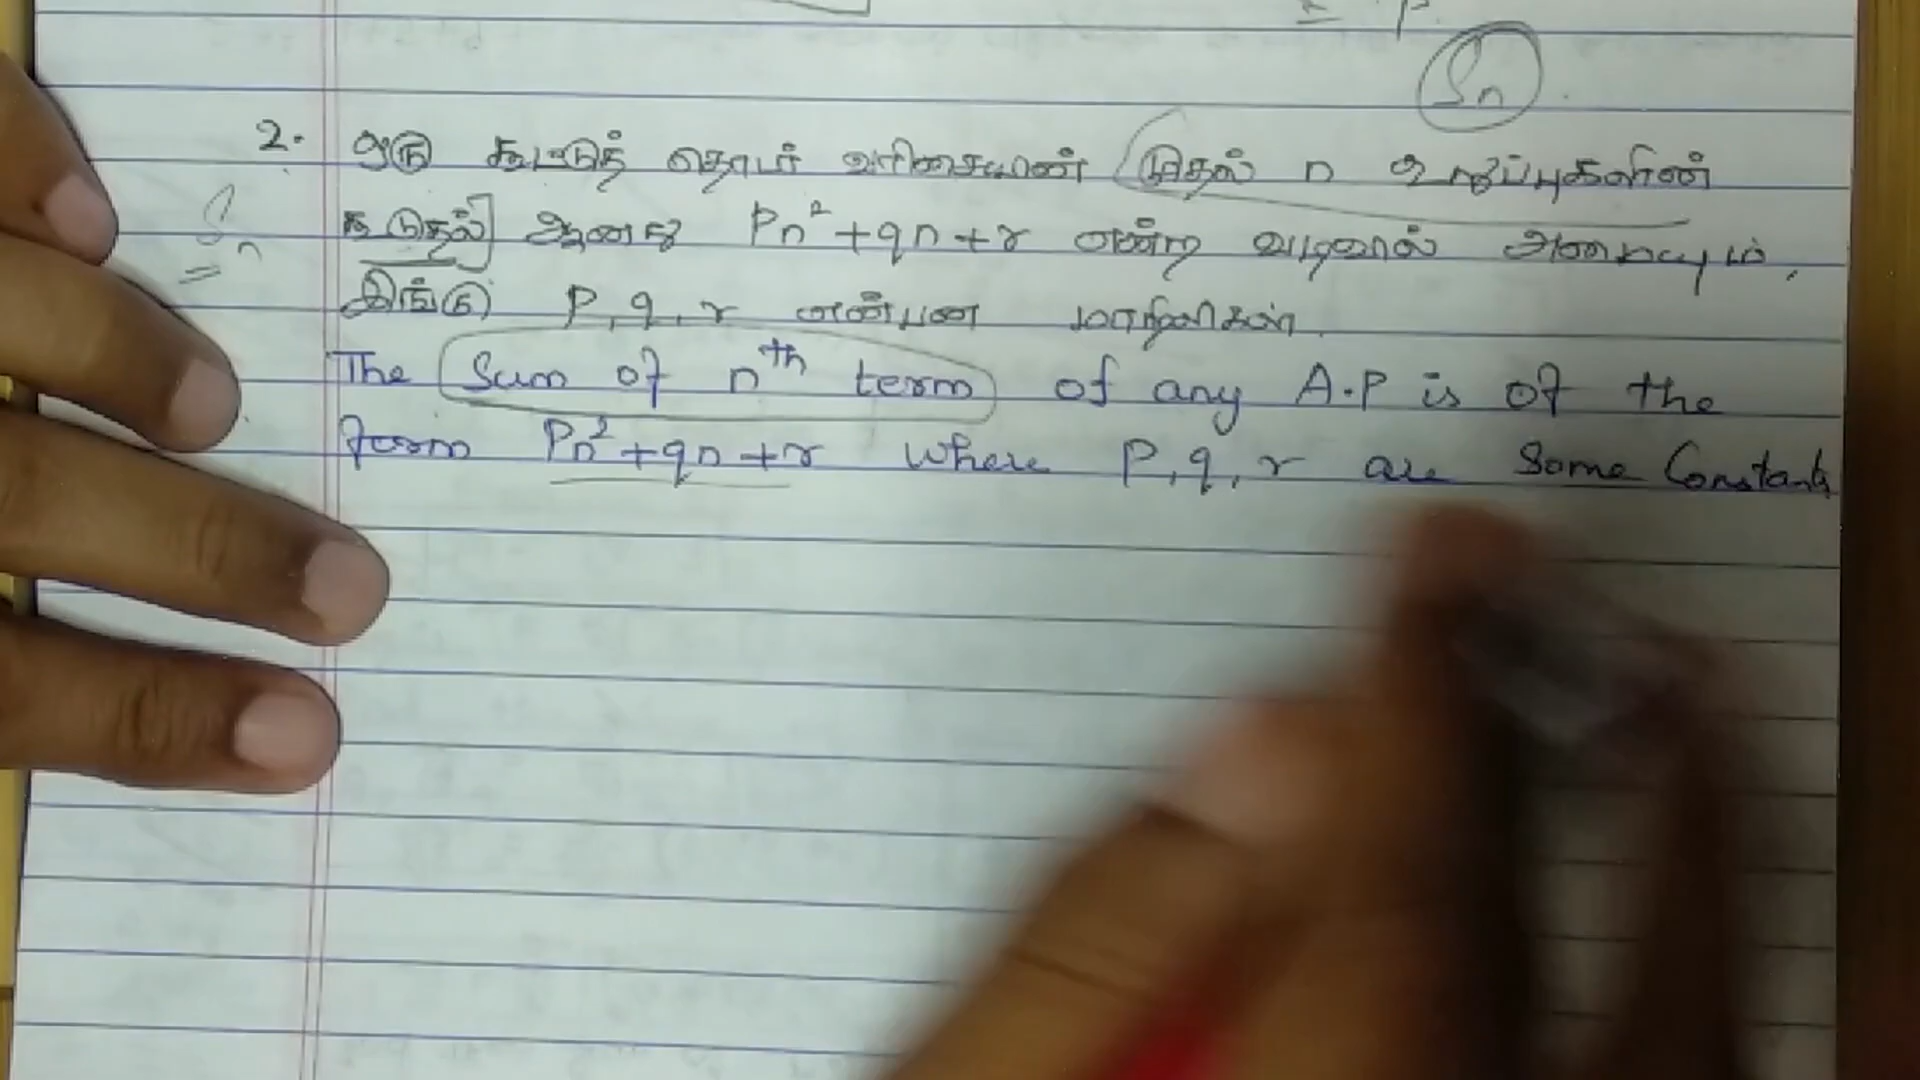 Sn
2. ஒரு கூட்டுத் தொடர் வரிசையின் முதல் n உறுப்புகளின்
Sn கூடுதல் ஆனது Pn²+qn+r என்ற வடிவில் அமையும்.
இங்கு P, q, r என்பன மாறிலிகள்.
The Sum of nth term of any A.P is of the
form Pn²+qn+r where P, q, r are some Constants